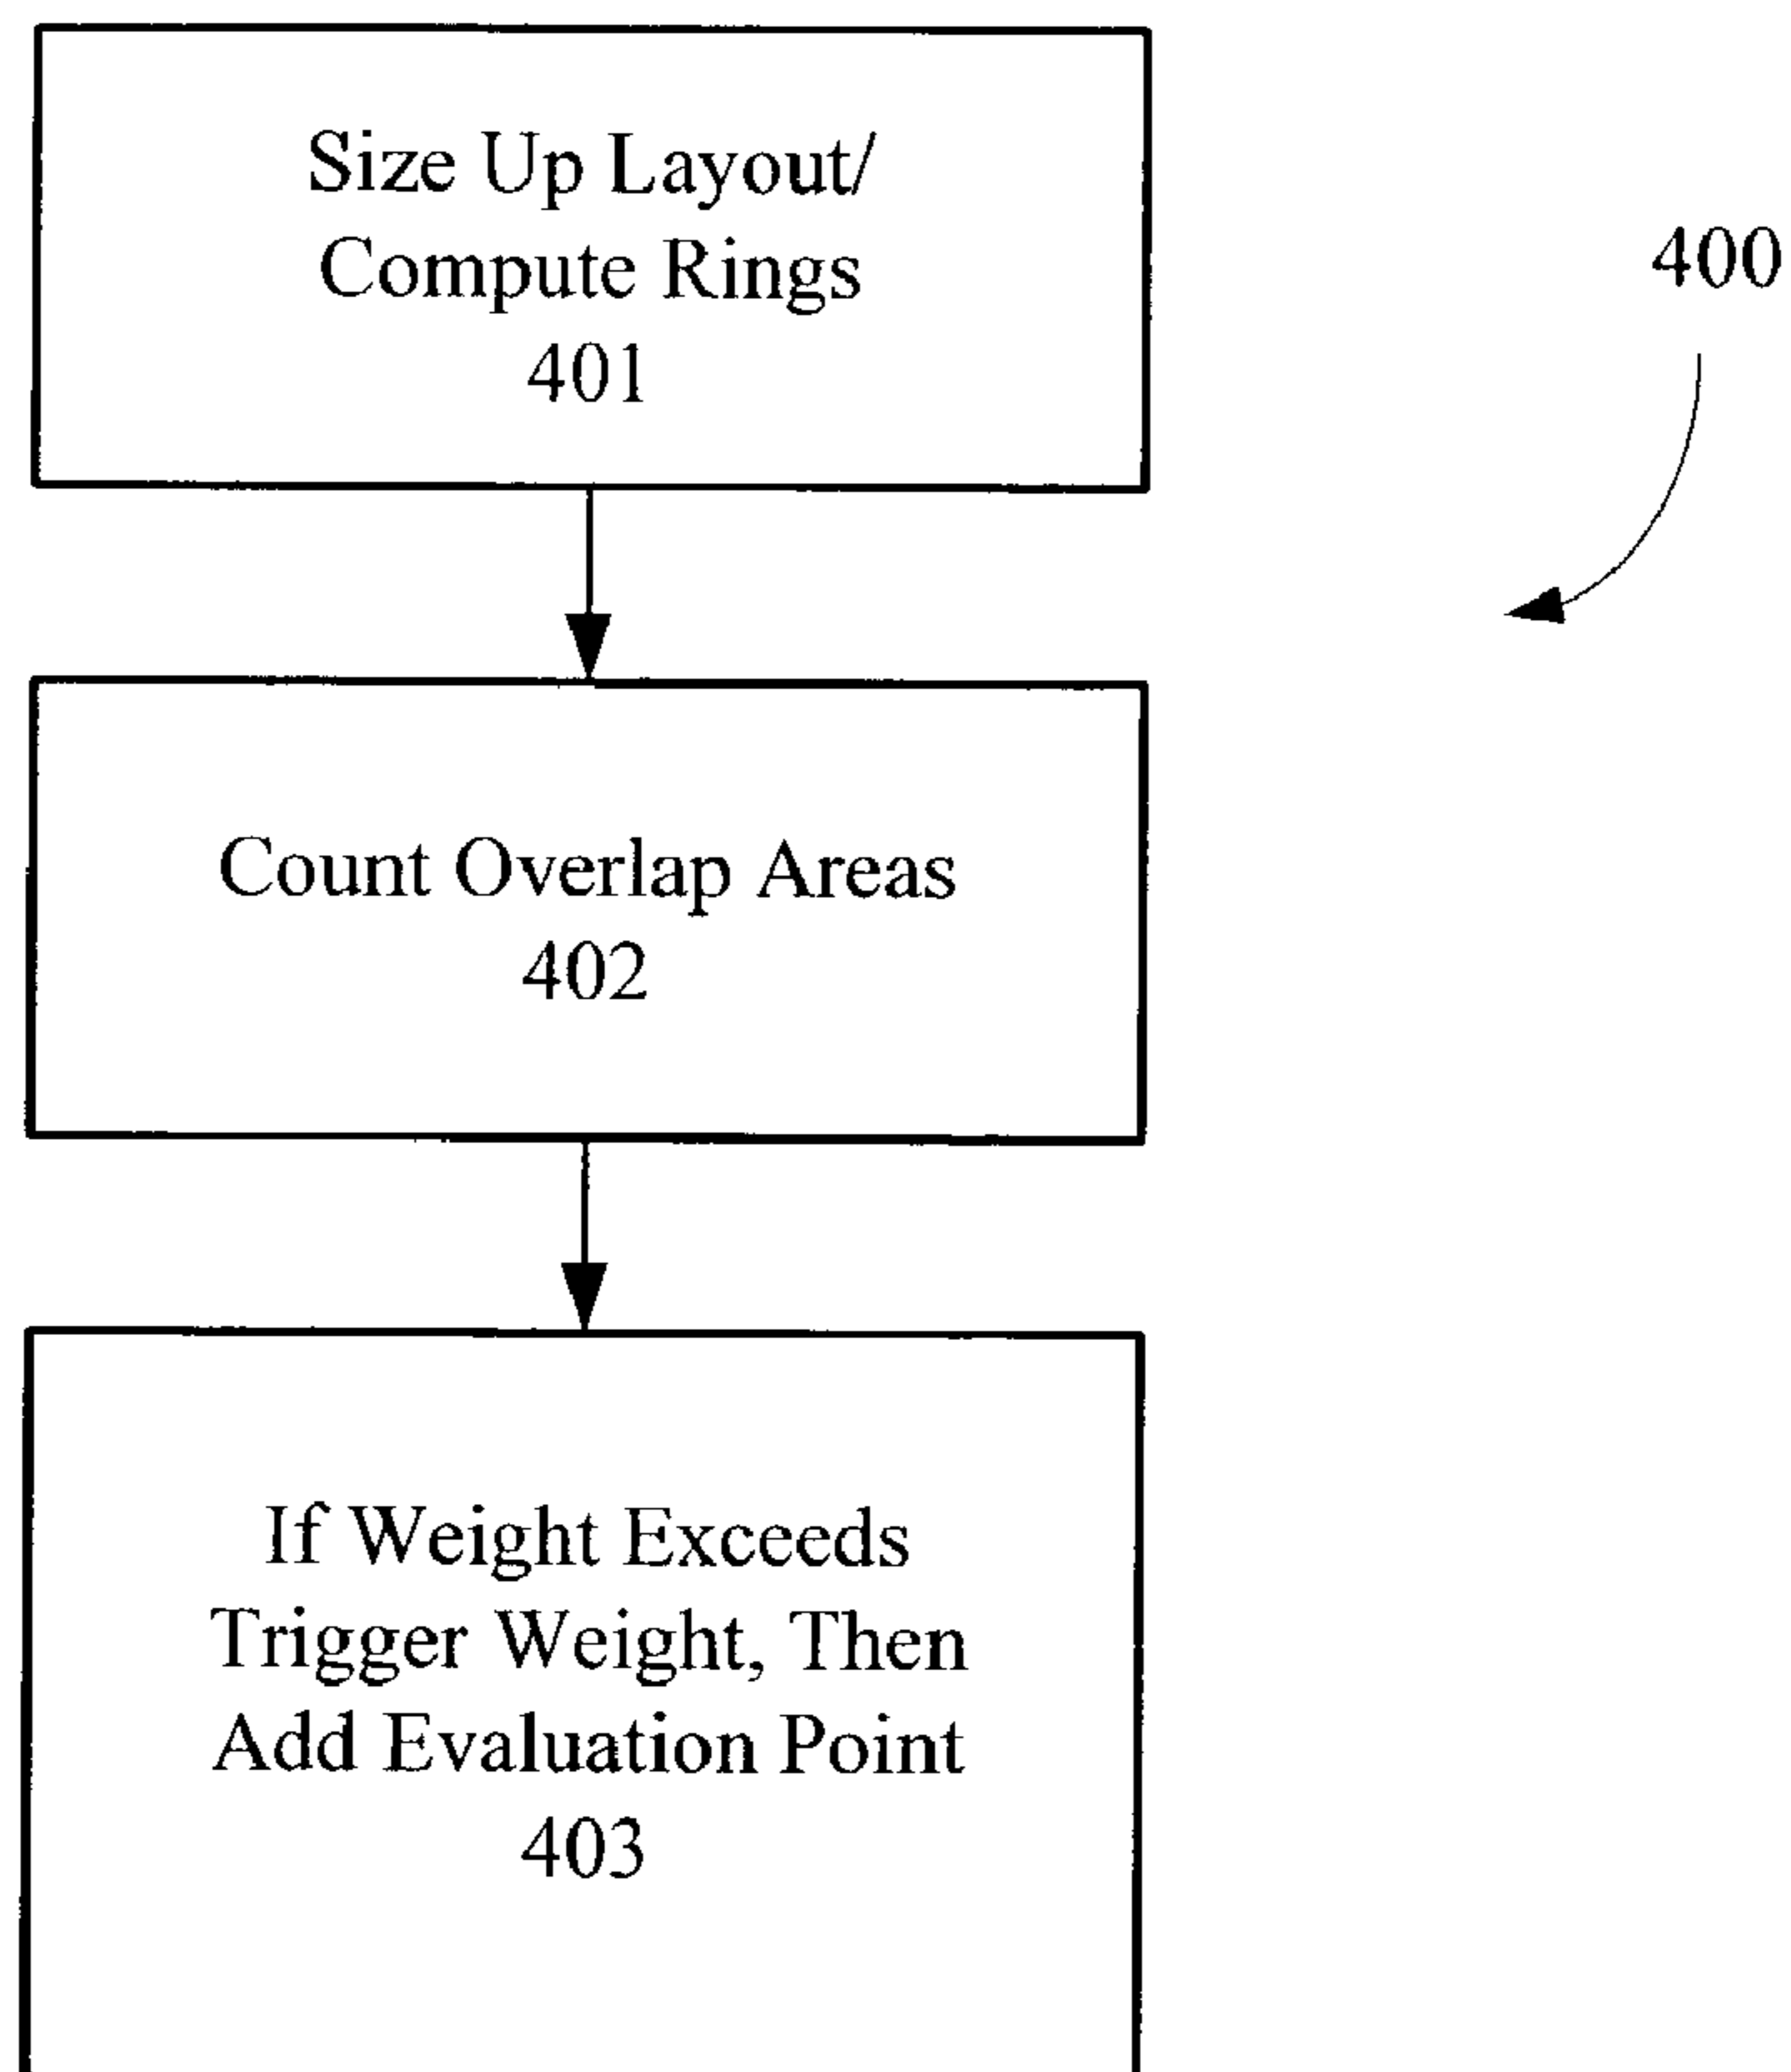 Size Up Layout/
Compute Rings
401
400
Count Overlap Areas
402
If Weight Exceeds
Trigger Weight, Then
Add Evaluation Point
403